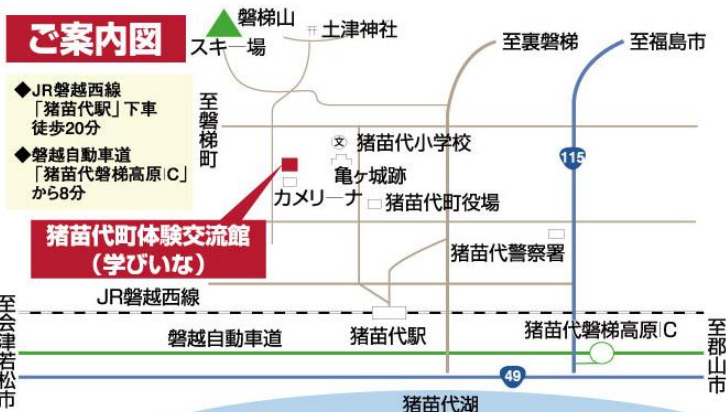 ご案内図
◆JR磐越西線
「猪苗代駅」下車
徒歩20分
◆磐越自動車道
「猪苗代磐梯高原IC」
から8分
磐梯山
スキー場
土津神社
至裏磐梯
至福島市
至磐梯町
文
猪苗代小学校
亀ヶ城跡
カメリーナ
猪苗代町役場
115
猪苗代町体験交流館
（学びいな）
猪苗代警察署
JR磐越西線
至会津若松市
磐越自動車道
猪苗代駅
猪苗代磐梯高原IC
至郡山市
49
猪苗代湖